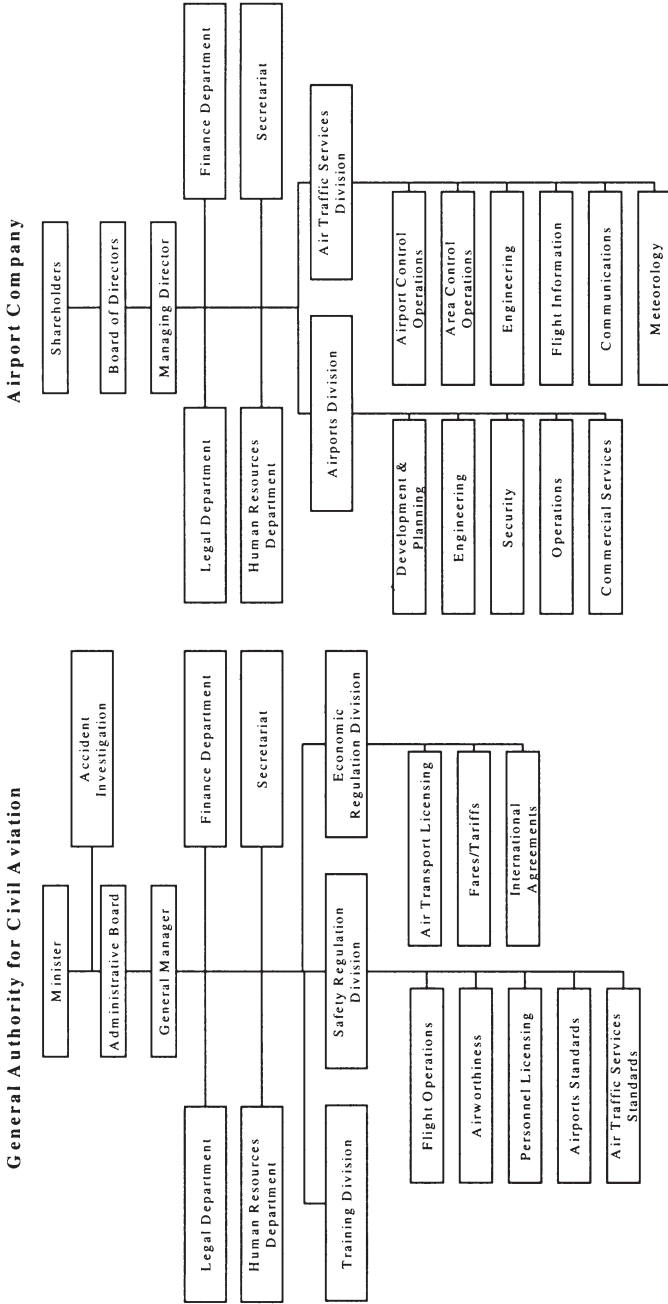 General Authority for Civil Aviation
Minister
Accident
Investigation
Administrative Board
General Manager
Legal Department
Finance Department
Human Resources
Department
Secretariat
Training Division
Safety Regulation
Division
Economic
Regulation Division
Flight Operations
Airworthiness
Personnel Licensing
Airports Standards
Air Traffic Services
Standards
Air Transport Licensing
Fares/Tariffs
International
Agreements
Airport Company
Shareholders
Board of Directors
Managing Director
Legal Department
Finance Department
Human Resources
Department
Secretariat
Airports Division
Air Traffic Services
Division
Development &
Planning
Engineering
Security
Operations
Commercial Services
Airport Control
Operations
Area Control
Operations
Engineering
Flight Information
Communications
Meteorology